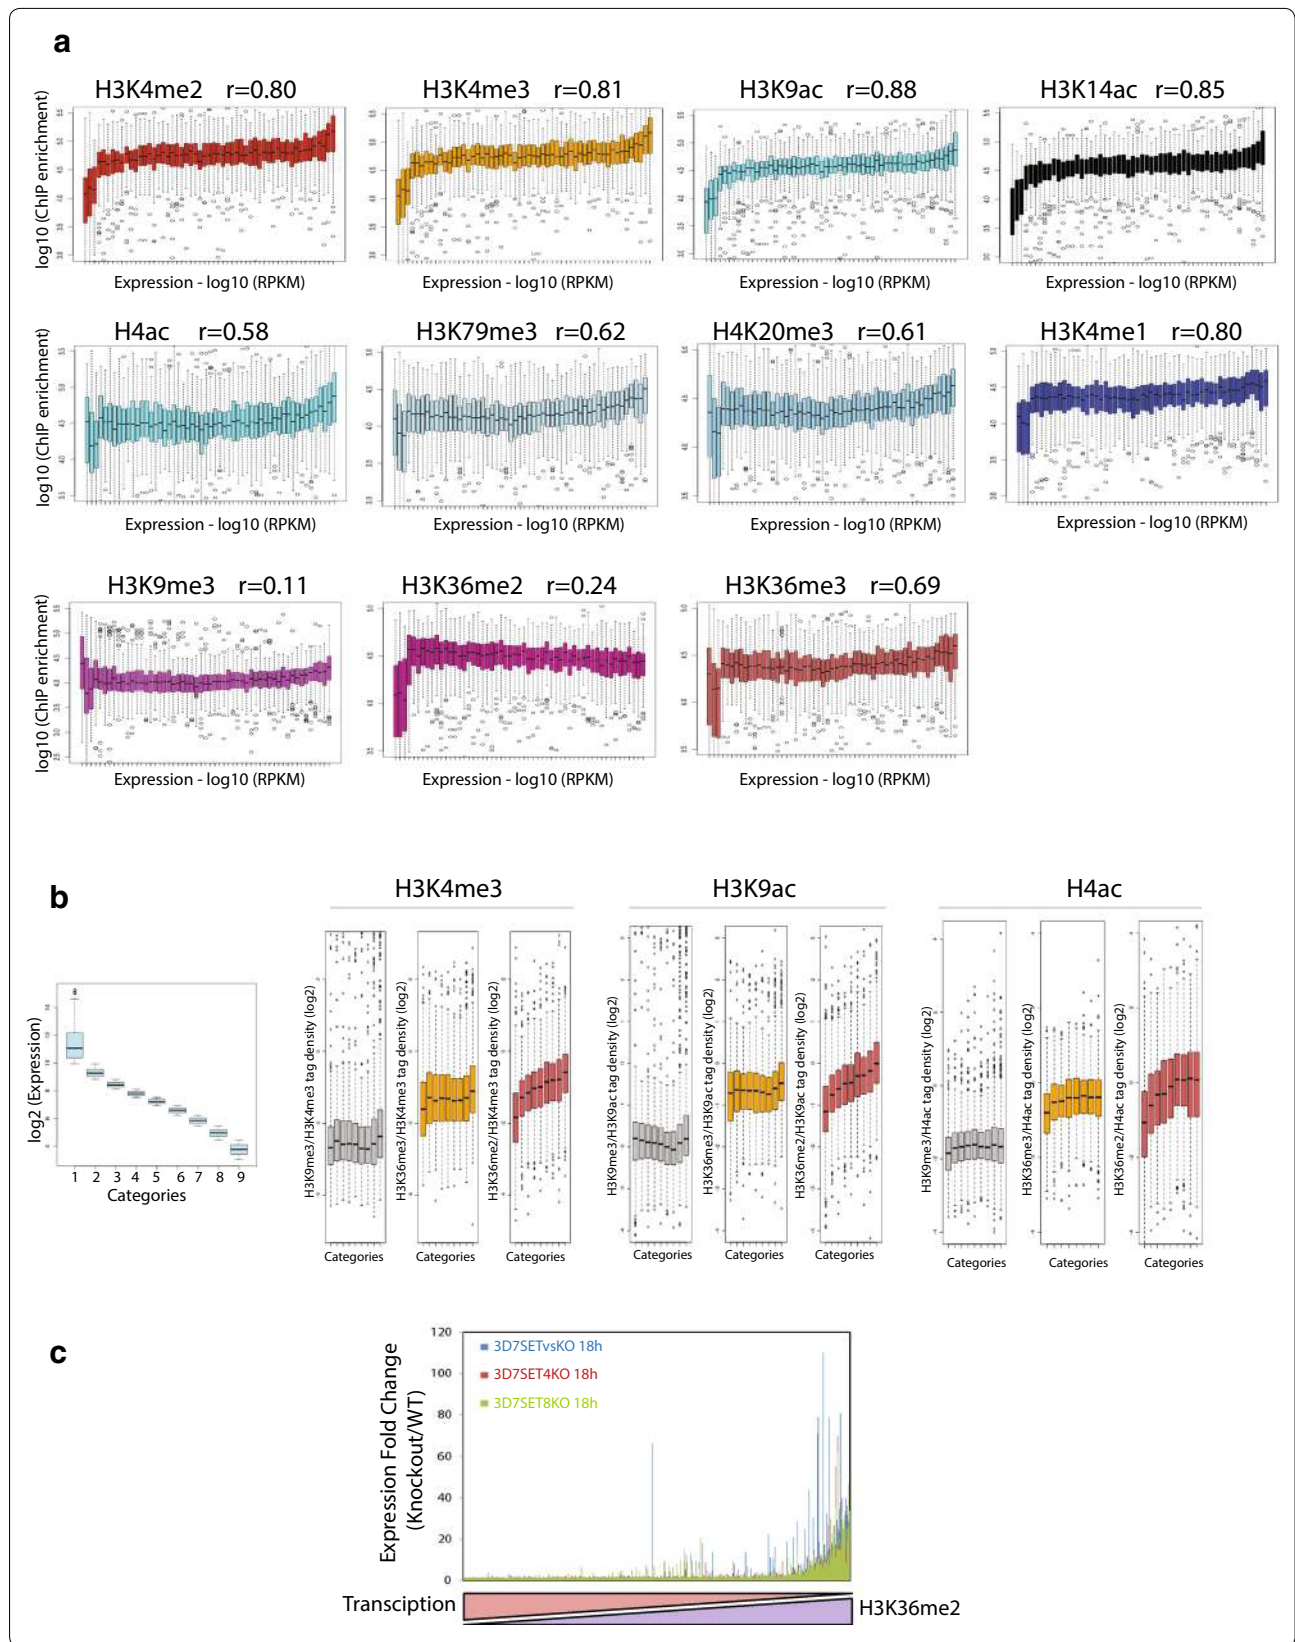 a
H3K4me2 r=0.80
H3K4me3 r=0.81
H3K9ac r=0.88
H3K14ac r=0.85
log10 (ChIP enrichment)
Expression - log10 (RPKM)
Expression - log10 (RPKM)
Expression - log10 (RPKM)
Expression - log10 (RPKM)
H4ac r=0.58
H3K79me3 r=0.62
H4K20me3 r=0.61
H3K4me1 r=0.80
log10 (ChIP enrichment)
Expression - log10 (RPKM)
Expression - log10 (RPKM)
Expression - log10 (RPKM)
Expression - log10 (RPKM)
H3K9me3 r=0.11
H3K36me2 r=0.24
H3K36me3 r=0.69
log10 (ChIP enrichment)
Expression - log10 (RPKM)
Expression - log10 (RPKM)
Expression - log10 (RPKM)
b
H3K4me3
H3K9ac
H4ac
log2 (Expression)
1 2 3 4 5 6 7 8 9
Categories
H3K9me3/H3K4me3 tag density (log2)
H3K36me3/H3K4me3 tag density (log2)
H3K36me2/H3K4me3 tag density (log2)
H3K9me3/H3K9ac tag density (log2)
H3K36me3/H3K9ac tag density (log2)
H3K36me2/H3K9ac tag density (log2)
H3K9me3/H4ac tag density (log2)
H3K36me3/H4ac tag density (log2)
H3K36me2/H4ac tag density (log2)
Categories
Categories
Categories
Categories
Categories
Categories
Categories
Categories
Categories
c
Expression Fold Change
(Knockout/WT)
120
100
80
60
40
20
0
3D7SETvsKO 18h
3D7SET4KO 18h
3D7SET8KO 18h
Transciption
H3K36me2